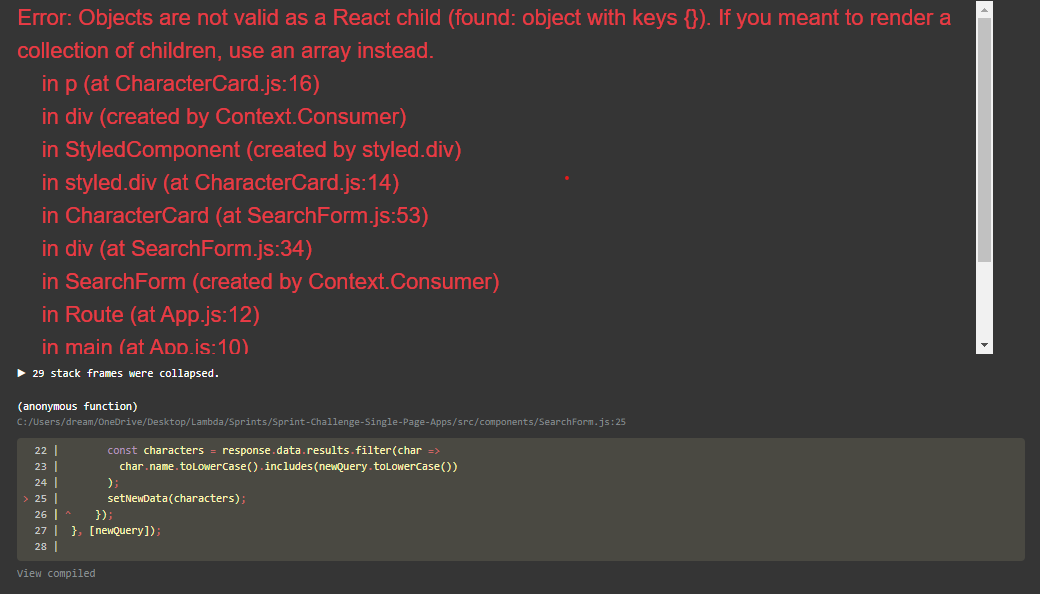 Error: Objects are not valid as a React child (found: object with keys {}). If you meant to render a
collection of children, use an array instead.
in p (at CharacterCard.js:16)
in div (created by Context.Consumer)
in StyledComponent (created by styled.div)
in styled.div (at CharacterCard.js:14)
in CharacterCard (at SearchForm.js:53)
in div (at SearchForm.js:34)
in SearchForm (created by Context.Consumer)
in Route (at App.js:12)
in main (at App.js:10)
▶ 29 stack frames were collapsed.
(anonymous function)
C:/Users/dream/OneDrive/Desktop/Lambda/Sprints/Sprint-Challenge-Single-Page-Apps/src/components/SearchForm.js:25
22 | const characters = response.data.results.filter(char =>
23 | char.name.toLowerCase().includes(newQuery.toLowerCase())
24 | );
> 25 | setNewData(characters);
26 | ^ });
27 | }, [newQuery]);
28 |
View compiled